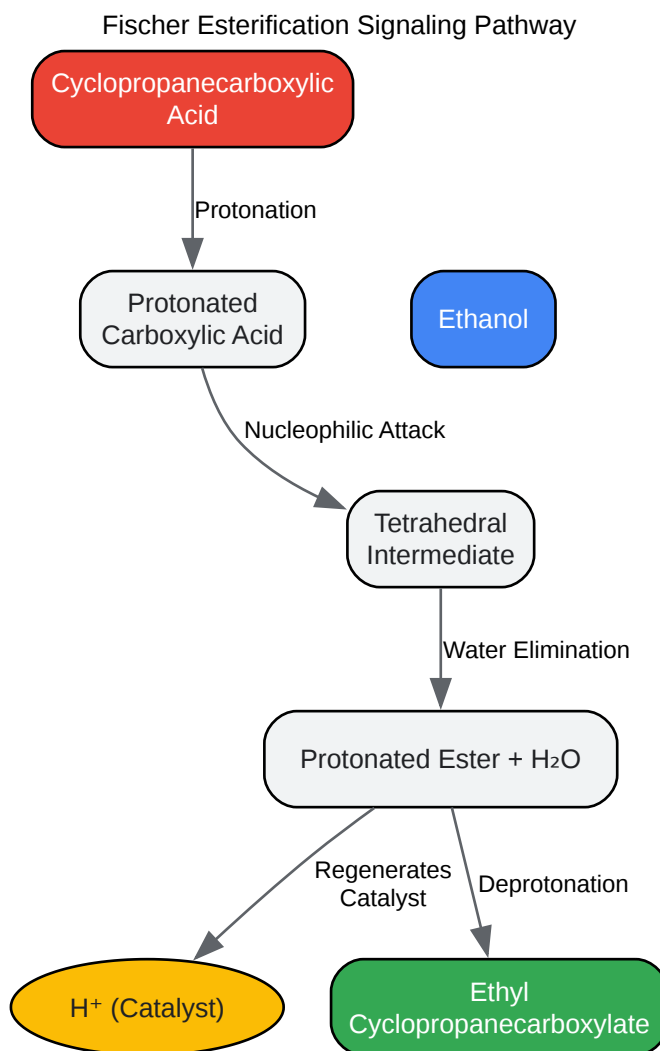 Fischer Esterification Signaling Pathway
Cyclopropanecarboxylic
Acid
Protonation
Protonated
Carboxylic Acid
Ethanol
Nucleophilic Attack
Tetrahedral
Intermediate
Water Elimination
Protonated Ester + H₂O
Regenerates
Catalyst
Deprotonation
H⁺ (Catalyst)
Ethyl
Cyclopropanecarboxylate